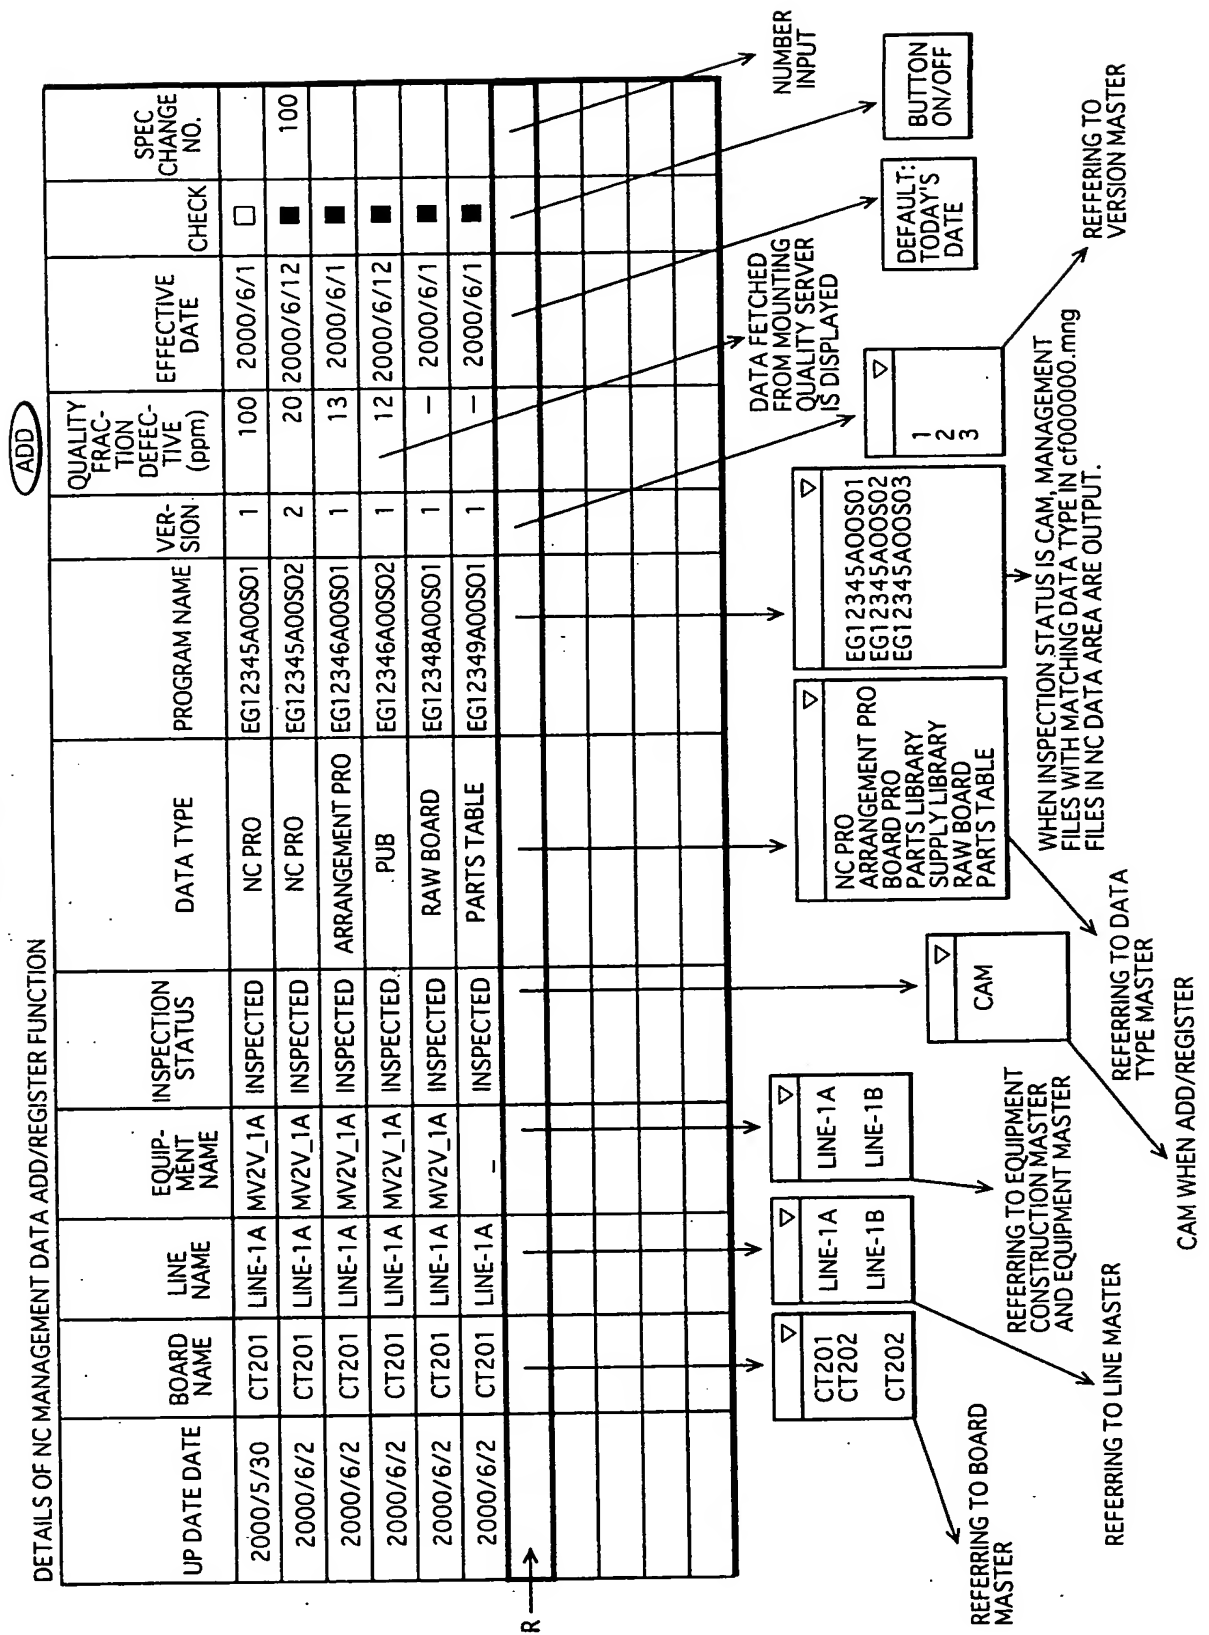 DETAILS OF NC MANAGEMENT DATA ADD/REGISTER FUNCTION
ADD
UP DATE DATE
BOARD
NAME
LINE
NAME
EQUIP-
MENT
NAME
INSPECTION
STATUS
DATA TYPE
PROGRAM NAME
VER-
SION
QUALITY
FRAC-
TION
DEFEC-
TIVE
(ppm)
EFFECTIVE
DATE
CHECK
SPEC
CHANGE
NO.
2000/5/30 CT201 LINE-1A MV2V_1A INSPECTED NC PRO EG12345A00S01 1 100 2000/6/1 □
2000/6/2 CT201 LINE-1A MV2V_1A INSPECTED NC PRO EG12345A00S02 2 20 2000/6/12 ■ 100
2000/6/2 CT201 LINE-1A MV2V_1A INSPECTED ARRANGEMENT PRO EG12346A00S01 1 13 2000/6/1 ■
2000/6/2 CT201 LINE-1A MV2V_1A INSPECTED PUB EG12346A00S02 1 12 2000/6/12 ■
2000/6/2 CT201 LINE-1A MV2V_1A INSPECTED RAW BOARD EG12348A00S01 1 – 2000/6/1 ■
2000/6/2 CT201 LINE-1A – INSPECTED PARTS TABLE EG12349A00S01 1 – 2000/6/1 ■
R
▽
CT201
CT202
CT202
REFERRING TO BOARD
MASTER
▽
LINE-1A
LINE-1B
REFERRING TO LINE MASTER
▽
LINE-1A
LINE-1B
REFERRING TO EQUIPMENT
CONSTRUCTION MASTER
AND EQUIPMENT MASTER
▽
CAM
CAM WHEN ADD/REGISTER
▽
NC PRO
ARRANGEMENT PRO
BOARD PRO
PARTS LIBRARY
SUPPLY LIBRARY
RAW BOARD
PARTS TABLE
REFERRING TO DATA
TYPE MASTER
▽
EG12345A00S01
EG12345A00S02
EG12345A00S03
WHEN INSPECTION STATUS IS CAM, MANAGEMENT
FILES WITH MATCHING DATA TYPE IN cf000000.mng
FILES IN NC DATA AREA ARE OUTPUT.
▽
1
2
3
REFFERING TO
VERSION MASTER
DATA FETCHED
FROM MOUNTING
QUALITY SERVER
IS DISPLAYED
DEFAULT:
TODAY'S
DATE
BUTTON
ON/OFF
NUMBER
INPUT